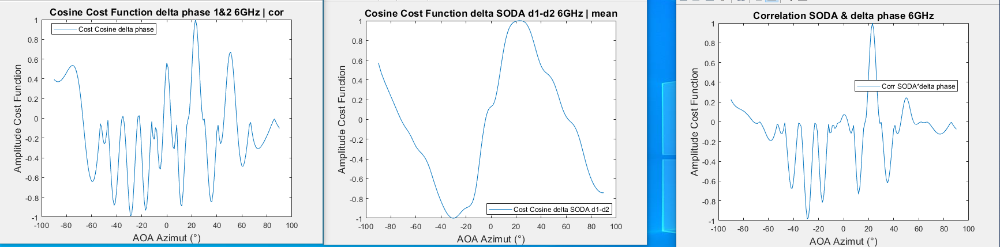 Cosine Cost Function delta phase 1&2 6GHz | cor
Cost Cosine delta phase
1
0.8
0.6
0.4
0.2
0
-0.2
-0.4
-0.6
-0.8
-1
Amplitude Cost Function
-100 -80 -60 -40 -20 0 20 40 60 80 100
AOA Azimut (°)
Cosine Cost Function delta SODA d1-d2 6GHz | mean
1
0.8
0.6
0.4
0.2
0
-0.2
-0.4
-0.6
-0.8
-1
Amplitude Cost Function
Cost Cosine delta SODA d1-d2
-100 -80 -60 -40 -20 0 20 40 60 80 100
AOA Azimut (°)
Correlation SODA & delta phase 6GHz
1
0.8
0.6
0.4
0.2
0
-0.2
-0.4
-0.6
-0.8
-1
Amplitude Cost Function
Corr SODA*delta phase
-100 -80 -60 -40 -20 0 20 40 60 80 100
AOA Azimut (°)